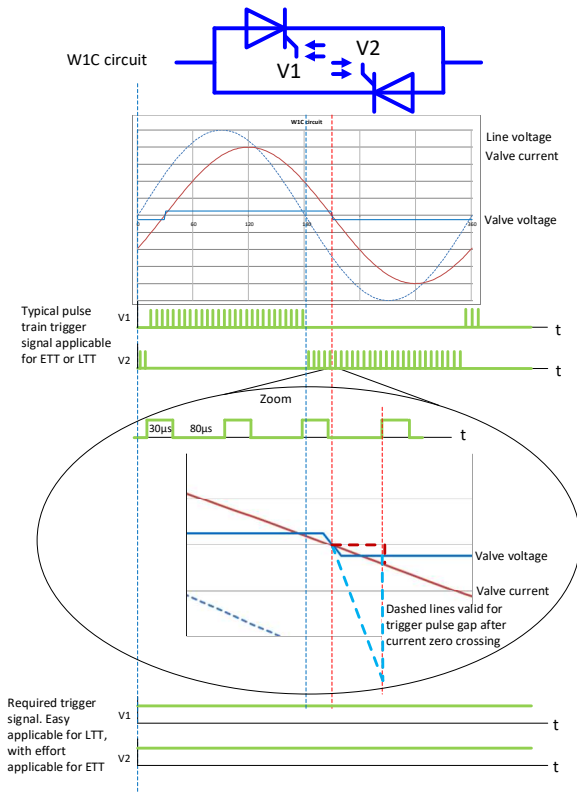 W1C circuit
V1
V2
W1C circuit
Line voltage
Valve current
Valve voltage
0
60
120
180
240
300
360
Typical pulse
train trigger
signal applicable
for ETT or LTT
V1
t
V2
t
Zoom
30µs
80µs
t
Valve voltage
Valve current
Dashed lines valid for
trigger pulse gap after
current zero crossing
Required trigger
signal. Easy
applicable for LTT,
with effort
applicable for ETT
V1
t
V2
t